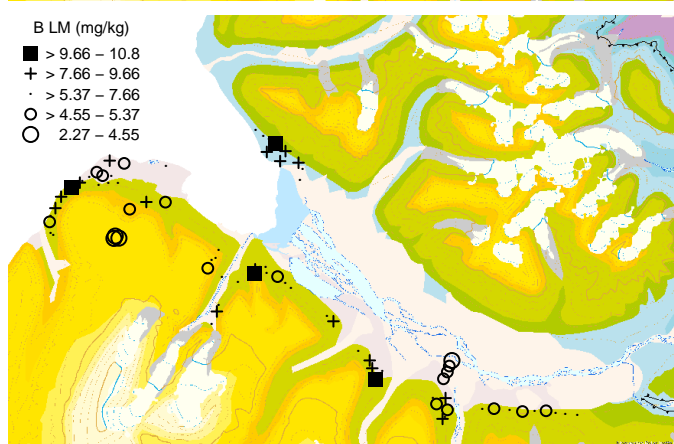 B LM (mg/kg)
> 9.66 – 10.8
> 7.66 – 9.66
> 5.37 – 7.66
> 4.55 – 5.37
2.27 – 4.55